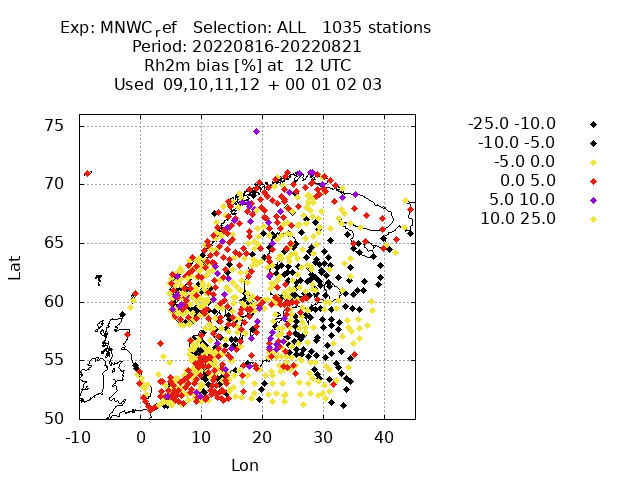 Exp: MNWCref   Selection: ALL   1035 stations
Period: 20220816-20220821
Rh2m bias [%] at  12 UTC
Used  09,10,11,12 + 00 01 02 03
-25.0 -10.0
-10.0 -5.0
-5.0 0.0
0.0 5.0
5.0 10.0
10.0 25.0
75
70
65
60
55
50
Lat
-10 0 10 20 30 40
Lon